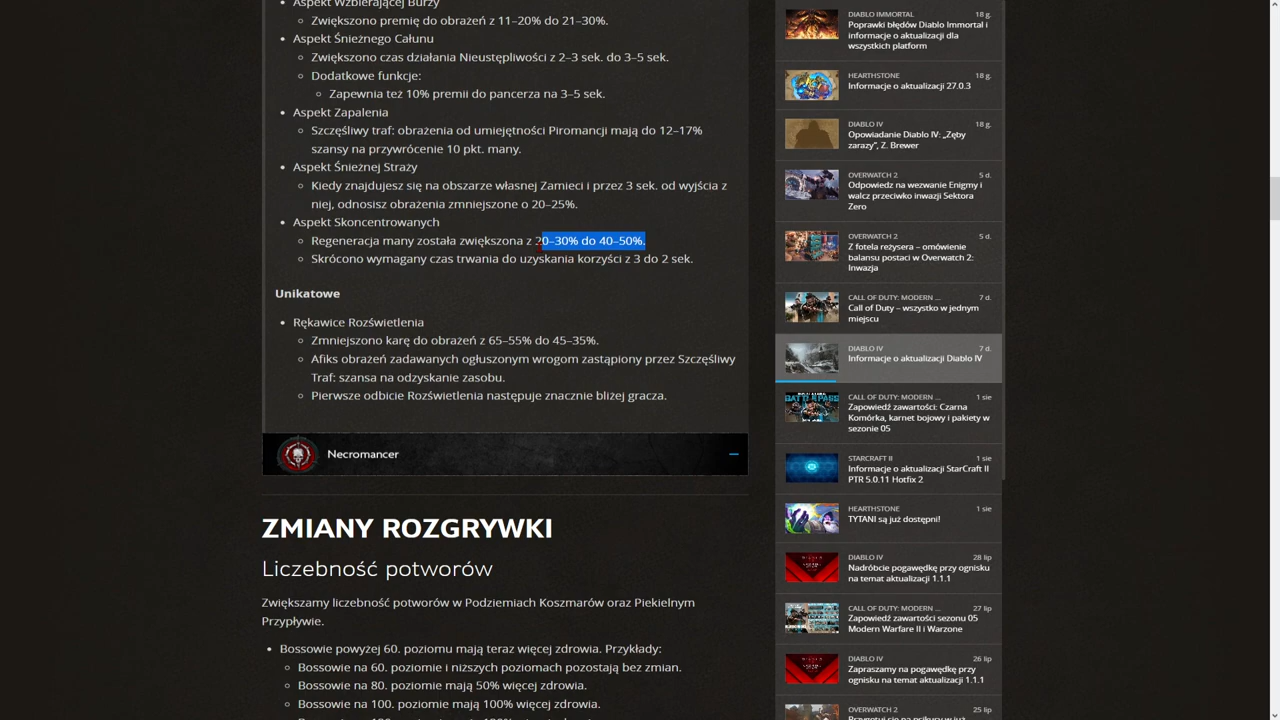 Aspekt Wzbierającej Burzy
Zwiększono premię do obrażeń z 11–20% do 21–30%.
Aspekt Śnieżnego Całunu
Zwiększono czas działania Nieustępliwości z 2–3 sek. do 3–5 sek.
Dodatkowe funkcje:
Zapewnia też 10% premii do pancerza na 3–5 sek.
Aspekt Zapalenia
Szczęśliwy traf: obrażenia od umiejętności Piromancji mają do 12–17%
szansy na przywrócenie 10 pkt. many.
Aspekt Śnieżnej Straży
Kiedy znajdujesz się na obszarze własnej Zamieci i przez 3 sek. od wyjścia z
niej, odnosisz obrażenia zmniejszone o 20–25%.
Aspekt Skoncentrowanych
Regeneracja many została zwiększona z 20–30% do 40–50%.
Skrócono wymagany czas trwania do uzyskania korzyści z 3 do 2 sek.
Unikatowe
Rękawice Rozświetlenia
Zmniejszono karę do obrażeń z 65–55% do 45–35%.
Afiks obrażeń zadawanych ogłuszonym wrogom zastąpiony przez Szczęśliwy
Traf: szansa na odzyskanie zasobu.
Pierwsze odbicie Rozświetlenia następuje znacznie bliżej gracza.
Necromancer
ZMIANY ROZGRYWKI
Liczebność potworów
Zwiększamy liczebność potworów w Podziemiach Koszmarów oraz Piekielnym
Przypływie.
Bossowie powyzej 60. poziomu mają teraz więcej zdrowia. Przykłady:
Bossowie na 60. poziomie i niższych poziomach pozostają bez zmian.
Bossowie na 80. poziomie mają 50% więcej zdrowia.
Bossowie na 100. poziomie mają 100% więcej zdrowia.
DIABLO IMMORTAL 18 g.
Poprawki błędów Diablo Immortal i
informacje o aktualizacji dla
wszystkich platform
HEARTHSTONE 18 g.
Informacje o aktualizacji 27.0.3
DIABLO IV 18 g.
Opowiadanie Diablo IV: „Zęby
zarazy”, Z. Brewer
OVERWATCH 2 5 d.
Odpowiedz na wezwanie Enigmy i
walcz przeciwko inwazji Sektora
Zero
OVERWATCH 2 5 d.
Z fotela reżysera – omówienie
balansu postaci w Overwatch 2:
Inwazja
CALL OF DUTY: MODERN ... 7 d.
Call of Duty – wszystko w jednym
miejscu
DIABLO IV 7 d.
Informacje o aktualizacji Diablo IV
CALL OF DUTY: MODERN ... 1 sie
Zapowiedź zawartości: Czarna
Komórka, karnet bojowy i pakiety w
sezonie 05
STARCRAFT II 1 sie
Informacje o aktualizacji StarCraft II
PTR 5.0.11 Hotfix 2
HEARTHSTONE 1 sie
TYTANI są już dostępni!
DIABLO IV 28 lip
Nadróbcie pogawędkę przy ognisku
na temat aktualizacji 1.1.1
CALL OF DUTY: MODERN ... 27 lip
Zapowiedź zawartości sezonu 05
Modern Warfare II i Warzone
DIABLO IV 26 lip
Zapraszamy na pogawędkę przy
ognisku na temat aktualizacji 1.1.1
OVERWATCH 2 25 lip